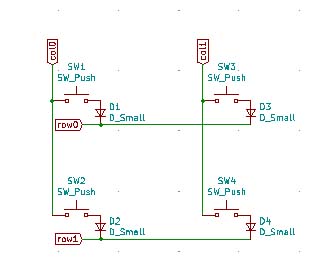 col0
col1
SW1
SW_Push
SW3
SW_Push
D1
D_Small
D3
D_Small
row0
SW2
SW_Push
SW4
SW_Push
D2
D_Small
D4
D_Small
row1